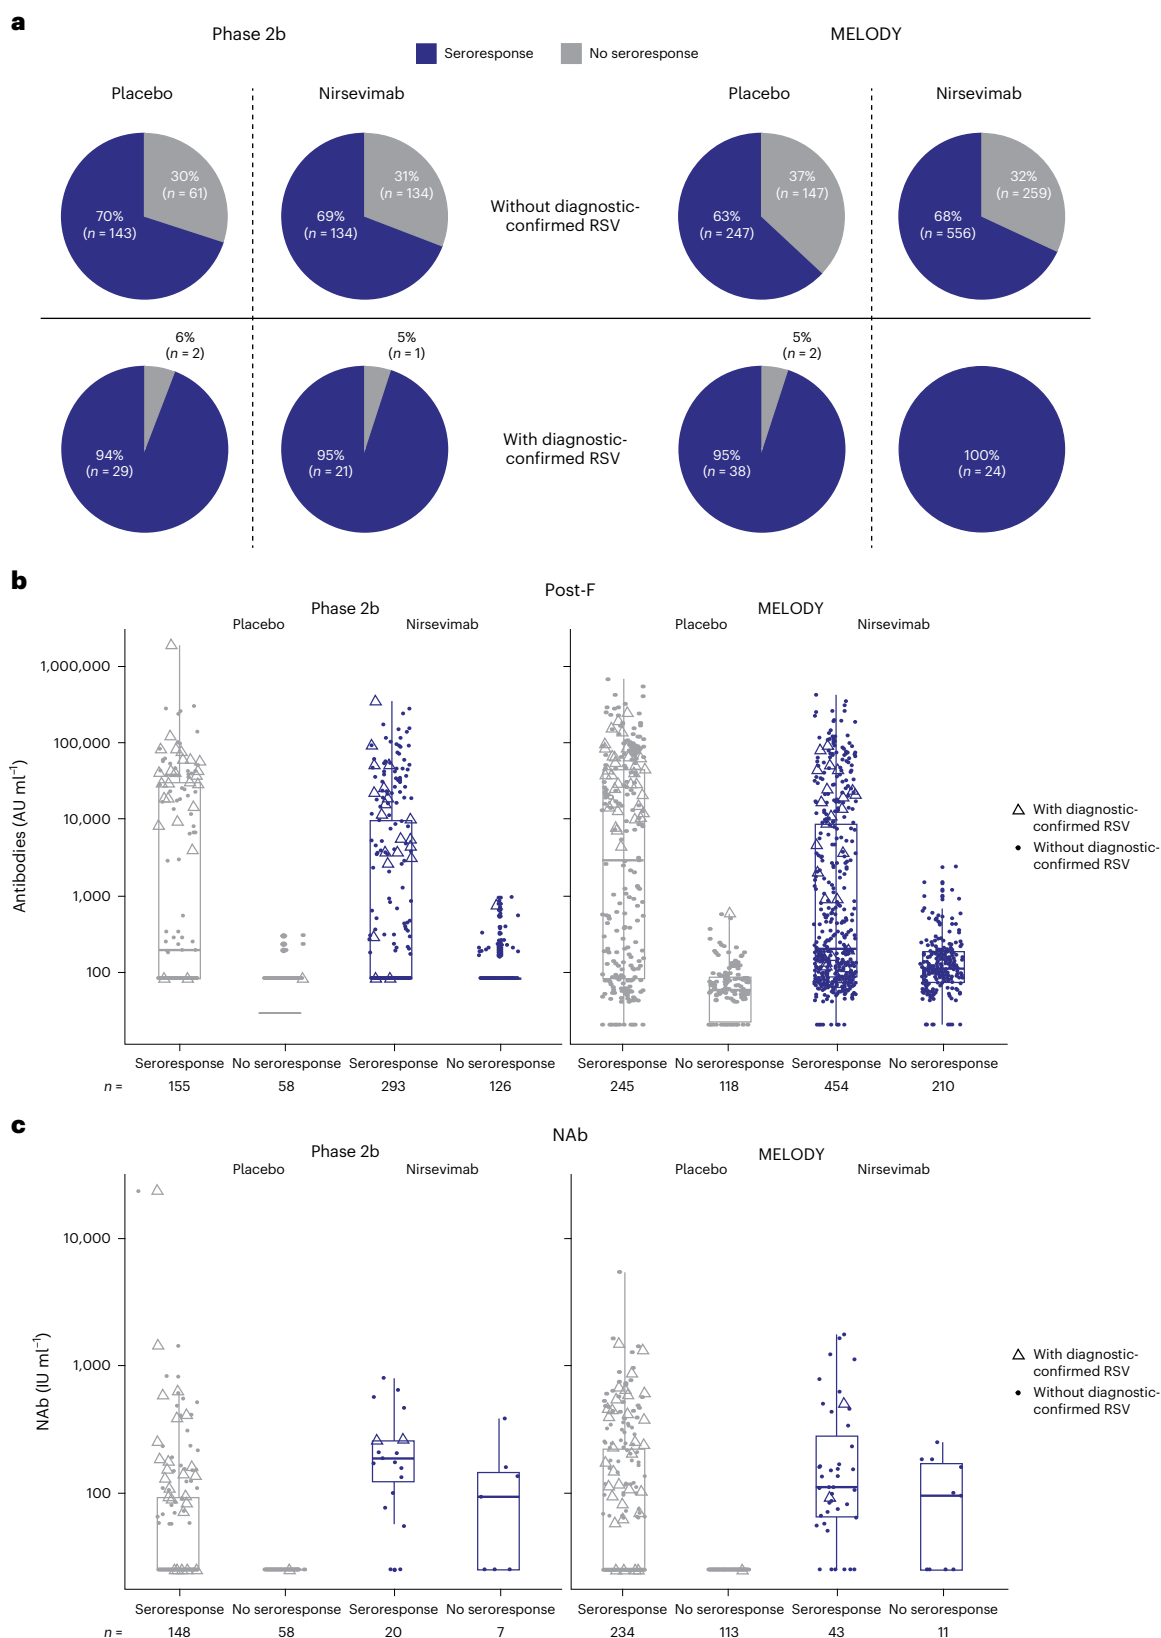 a
Phase 2b
MELODY
Seroresponse
No seroresponse
Placebo
Nirsevimab
Placebo
Nirsevimab
30%
(n = 61)
70%
(n = 143)
31%
(n = 134)
69%
(n = 134)
Without diagnostic-
confirmed RSV
37%
(n = 147)
63%
(n = 247)
32%
(n = 259)
68%
(n = 556)
6%
(n = 2)
94%
(n = 29)
5%
(n = 1)
95%
(n = 21)
With diagnostic-
confirmed RSV
5%
(n = 2)
95%
(n = 38)
100%
(n = 24)
b
Post-F
Phase 2b
MELODY
Placebo
Nirsevimab
Placebo
Nirsevimab
Antibodies (AU ml−1)
1,000,000
100,000
10,000
1,000
100
With diagnostic-
confirmed RSV
Without diagnostic-
confirmed RSV
Seroresponse No seroresponse Seroresponse No seroresponse Seroresponse No seroresponse Seroresponse No seroresponse
n = 155 58 293 126 245 118 454 210
c
NAb
Phase 2b
MELODY
Placebo
Nirsevimab
Placebo
Nirsevimab
NAb (IU ml−1)
10,000
1,000
100
With diagnostic-
confirmed RSV
Without diagnostic-
confirmed RSV
Seroresponse No seroresponse Seroresponse No seroresponse Seroresponse No seroresponse Seroresponse No seroresponse
n = 148 58 20 7 234 113 43 11